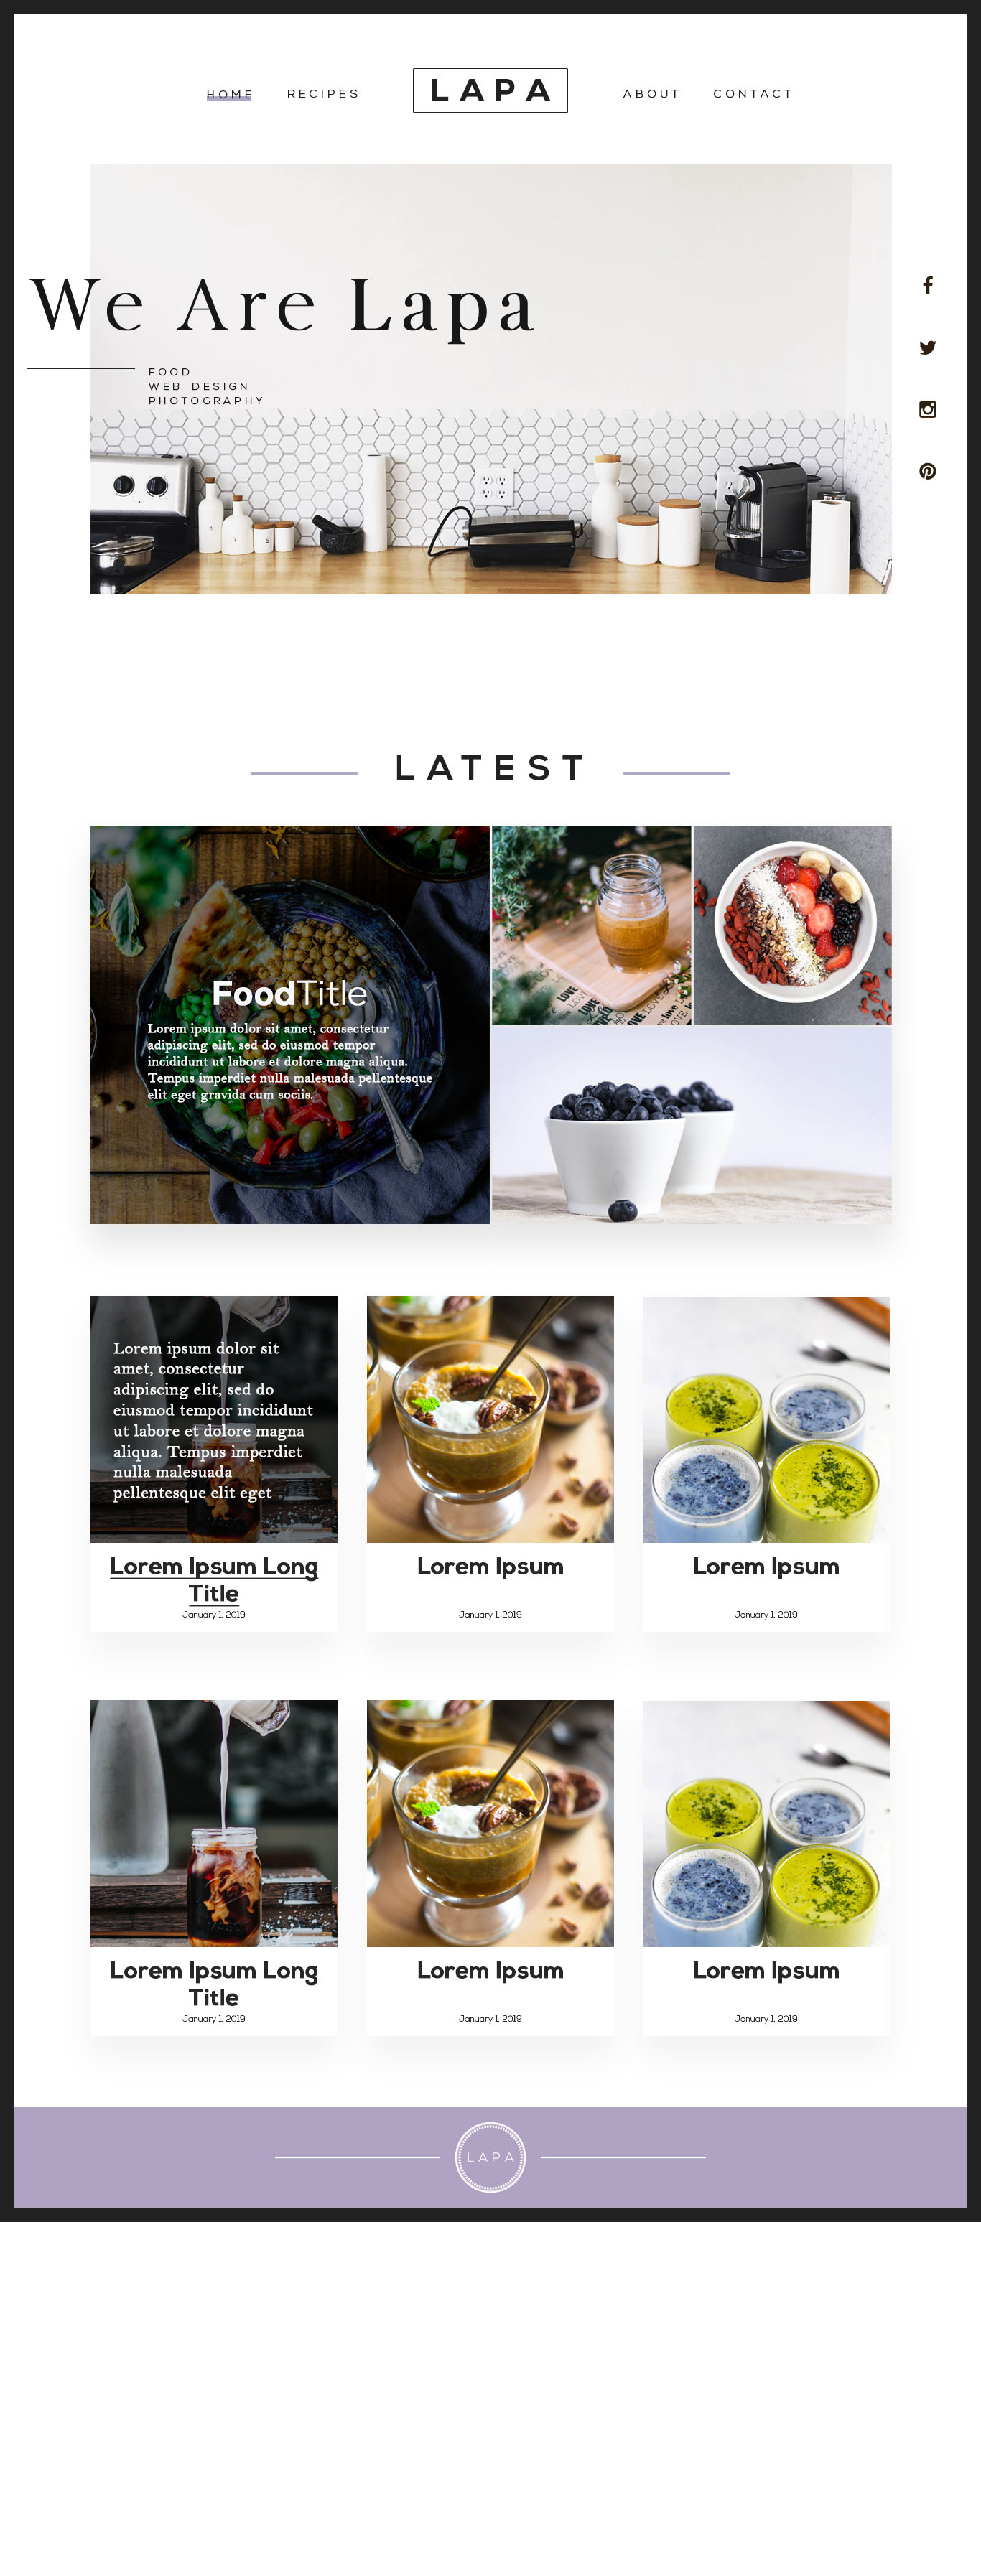 HOME
RECIPES
LAPA
ABOUT
CONTACT
We Are Lapa
FOOD
WEB DESIGN
PHOTOGRAPHY
LATEST
FoodTitle
Lorem ipsum dolor sit amet, consectetur
adipiscing elit, sed do eiusmod tempor
incididunt ut labore et dolore magna aliqua.
Tempus imperdiet nulla malesuada pellentesque
elit eget gravida cum sociis.
LOVE
LOVE
LOVE
Lorem ipsum dolor sit
amet, consectetur
adipiscing elit, sed do
eiusmod tempor incididunt
ut labore et dolore magna
aliqua. Tempus imperdiet
nulla malesuada
pellentesque elit eget
Lorem Ipsum Long
Title
January 1, 2019
Lorem Ipsum
January 1, 2019
Lorem Ipsum
January 1, 2019
Lorem Ipsum Long
Title
January 1, 2019
Lorem Ipsum
January 1, 2019
Lorem Ipsum
January 1, 2019
LAPA